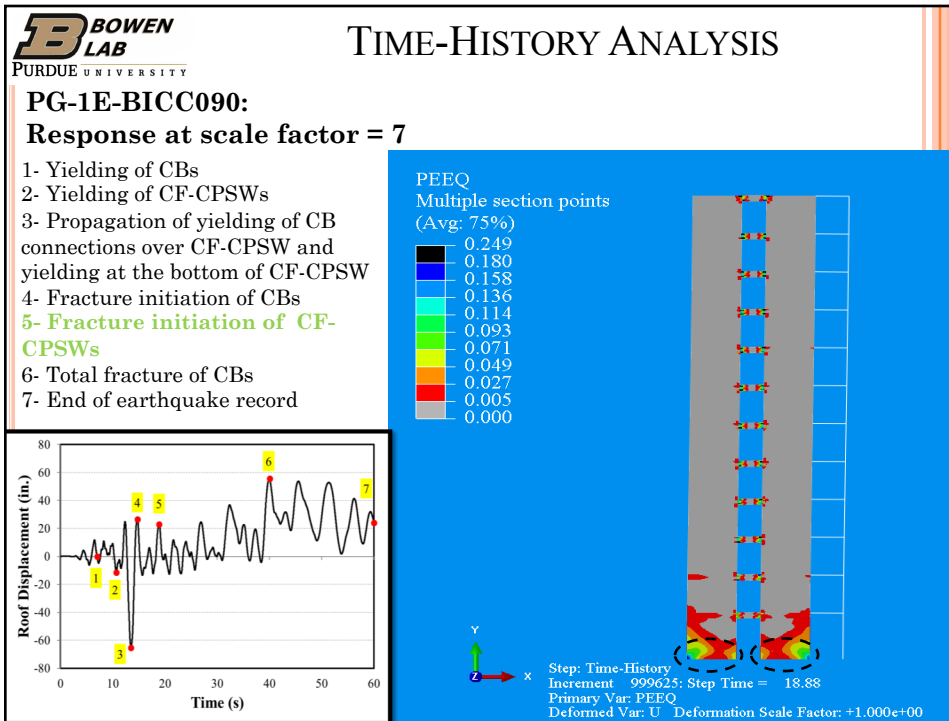 BOWEN
LAB
PURDUE UNIVERSITY
TIME-HISTORY ANALYSIS
PG-1E-BICC090:
Response at scale factor = 7
1- Yielding of CBs
2- Yielding of CF-CPSWs
3- Propagation of yielding of CB
connections over CF-CPSW and
yielding at the bottom of CF-CPSW
4- Fracture initiation of CBs
5- Fracture initiation of CF-
CPSWs
6- Total fracture of CBs
7- End of earthquake record
PEEQ
Multiple section points
(Avg: 75%)
0.249
0.180
0.158
0.136
0.114
0.093
0.071
0.049
0.027
0.005
0.000
80
60
40
20
0
-20
-40
-60
-80
Roof Displacement (in.)
1
2
3
4
5
6
7
0 10 20 30 40 50 60
Time (s)
Y
Z
X
Step: Time-History
Increment 999625: Step Time = 18.88
Primary Var: PEEQ
Deformed Var: U Deformation Scale Factor: +1.000e+00